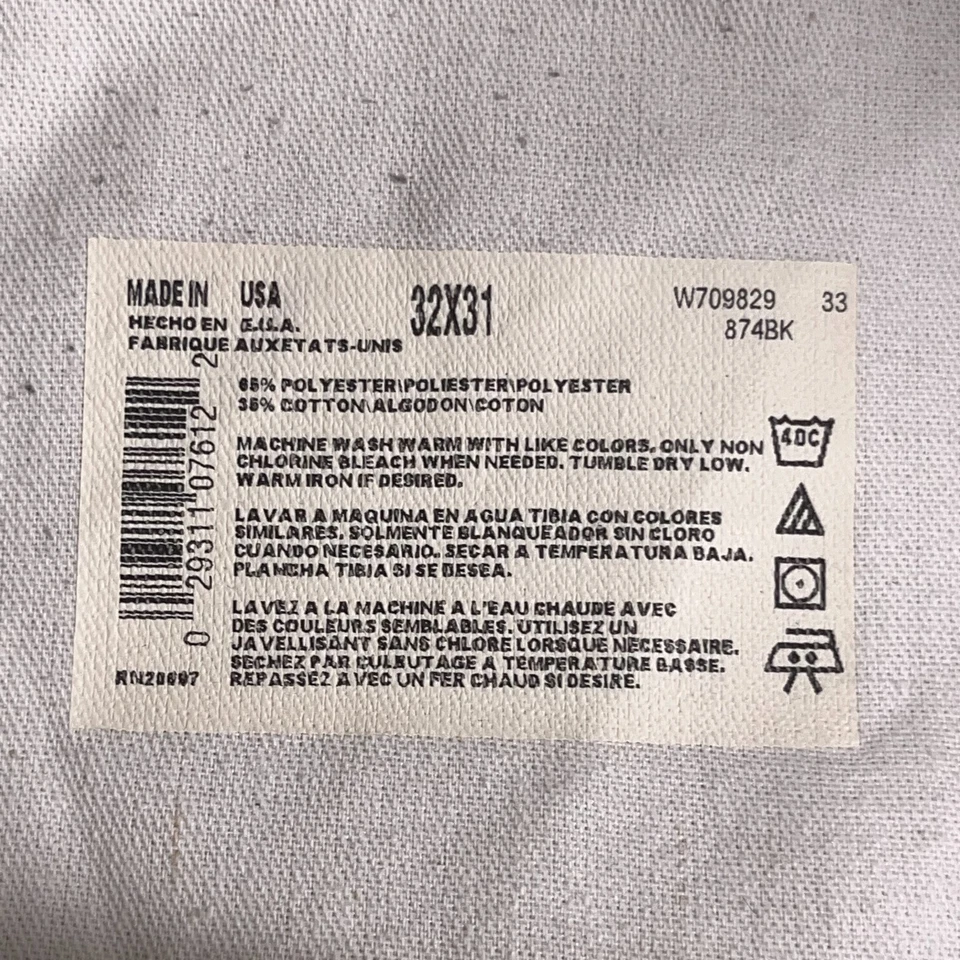 MADE IN USA 32X31 W709829 33
HECHO EN E.U.A. 874BK
FABRIQUE AUX ETATS-UNIS
65% POLYESTER\POLIESTER\POLYESTER
35% COTTON\ALGODON\COTON
MACHINE WASH WARM WITH LIKE COLORS. ONLY NON
CHLORINE BLEACH WHEN NEEDED. TUMBLE DRY LOW.
WARM IRON IF DESIRED.
LAVAR A MAQUINA EN AGUA TIBIA CON COLORES
SIMILARES. SOLMENTE BLANQUEADOR SIN CLORO
CUANDO NECESARIO. SECAR A TEMPERATURA BAJA.
PLANCHA TIBIA SI SE DESEA.
LAVEZ A LA MACHINE A L'EAU CHAUDE AVEC
DES COULEURS SEMBLABLES. UTILISEZ UN
JAVELLISANT SANS CHLORE LORSQUE NECESSAIRE.
SECHEZ PAR CULBUTAGE A TEMPERATURE BASSE.
REPASSEZ AVEC UN FER CHAUD SI DESIRE.
0 29311 07612 2
RN20697
40C